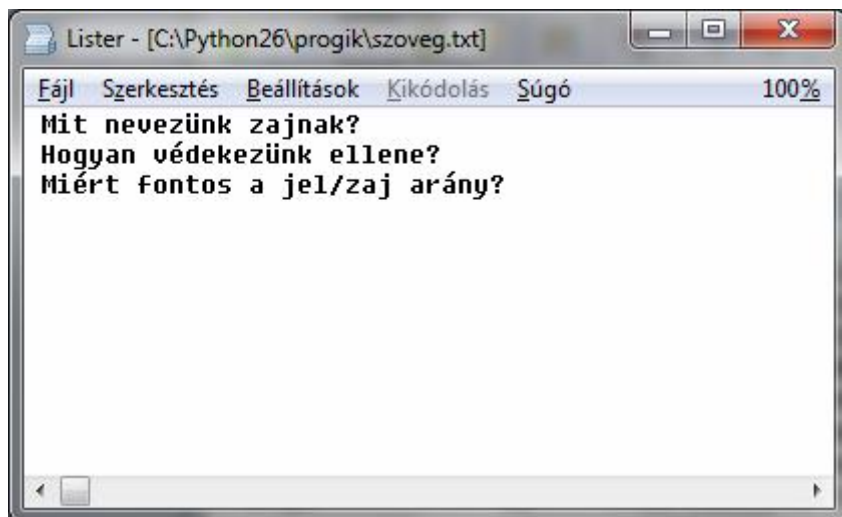 Lister - [C:\Python26\progik\szoveg.txt]
Fájl Szerkesztés Beállítások Kikódolás Súgó 100%
Mit nevezünk zajnak?
Hogyan védekezünk ellene?
Miért fontos a jel/zaj arány?